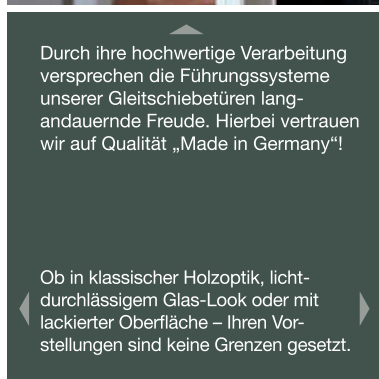 Durch ihre hochwertige Verarbeitung
versprechen die Führungssysteme
unserer Gleitschiebetüren lang-
andauernde Freude. Hierbei vertrauen
wir auf Qualität „Made in Germany“!
Ob in klassischer Holzoptik, licht-
durchlässigem Glas-Look oder mit
lackierter Oberfläche – Ihren Vor-
stellungen sind keine Grenzen gesetzt.